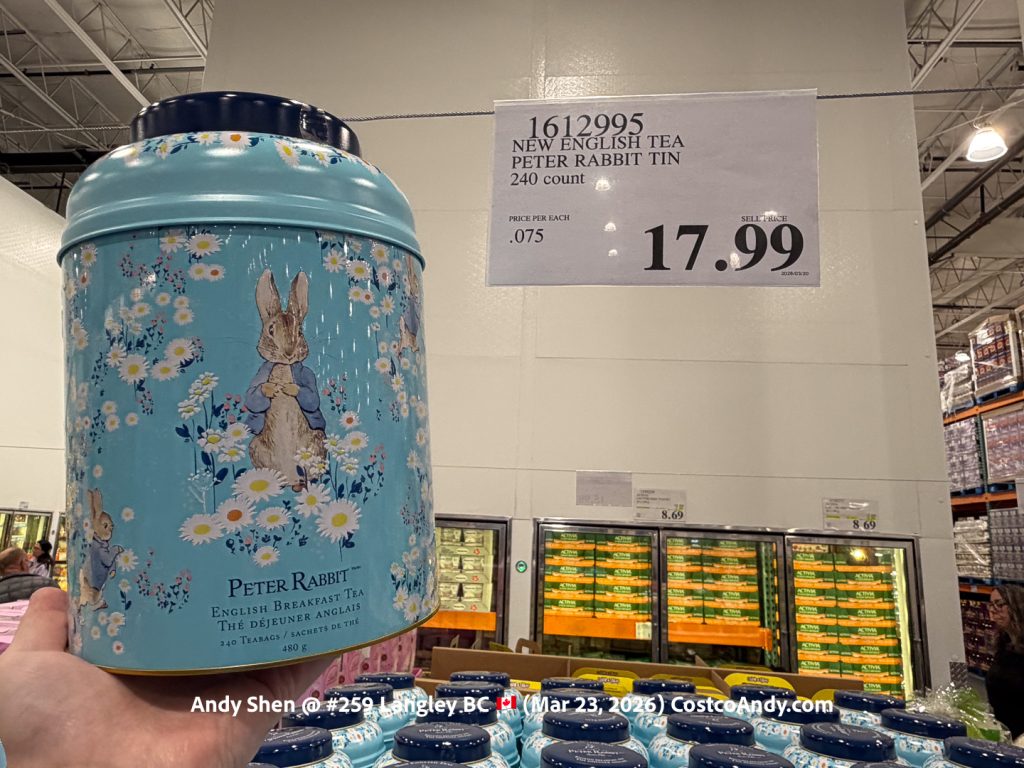 1612995
NEW ENGLISH TEA
PETER RABBIT TIN
240 count
PRICE PER EACH
.075
SELL PRICE
17.99
PETER RABBIT
ENGLISH BREAKFAST TEA
THÉ DÉJEUNER ANGLAIS
240 TEABAGS / SACHETS DE THÉ
480 g
8.69
8.69
ACTIVIA
Andy Shen @ #259 Langley BC 🇨🇦 (Mar 23, 2026) CostcoAndy.com